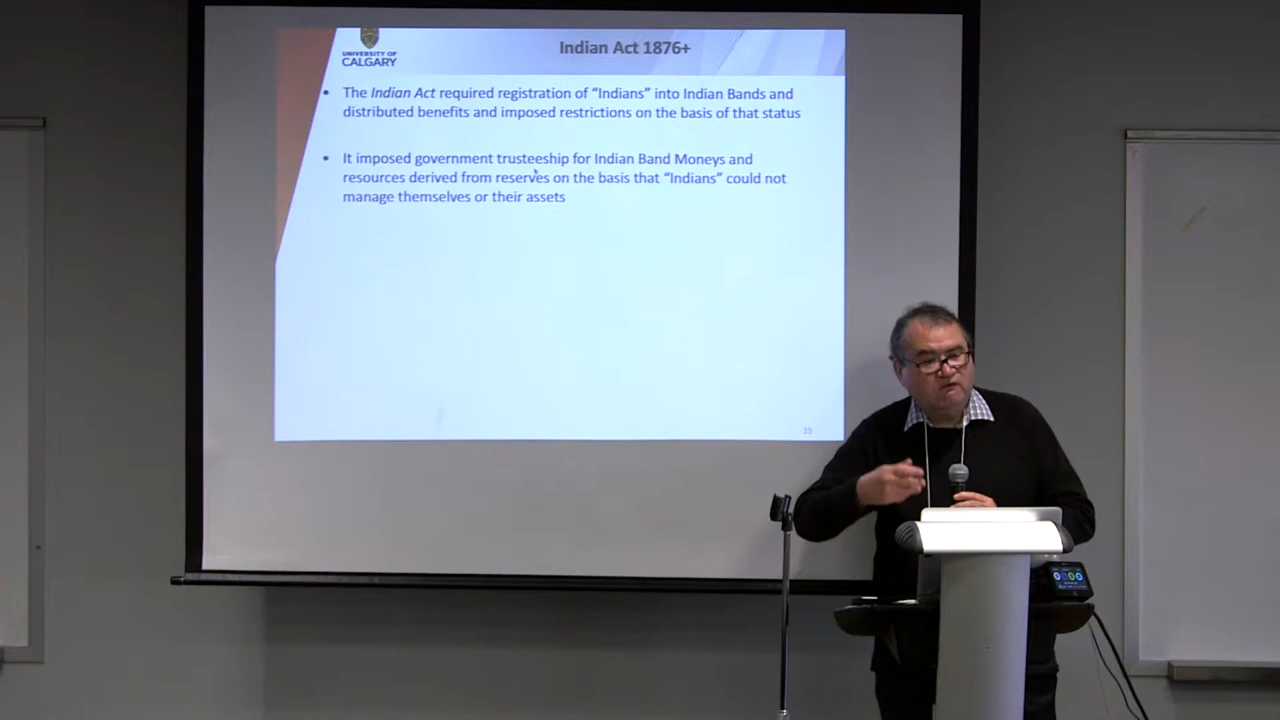 UNIVERSITY OF
CALGARY
Indian Act 1876+
• The Indian Act required registration of “Indians” into Indian Bands and
distributed benefits and imposed restrictions on the basis of that status
• It imposed government trusteeship for Indian Band Moneys and
resources derived from reserves on the basis that “Indians” could not
manage themselves or their assets
15